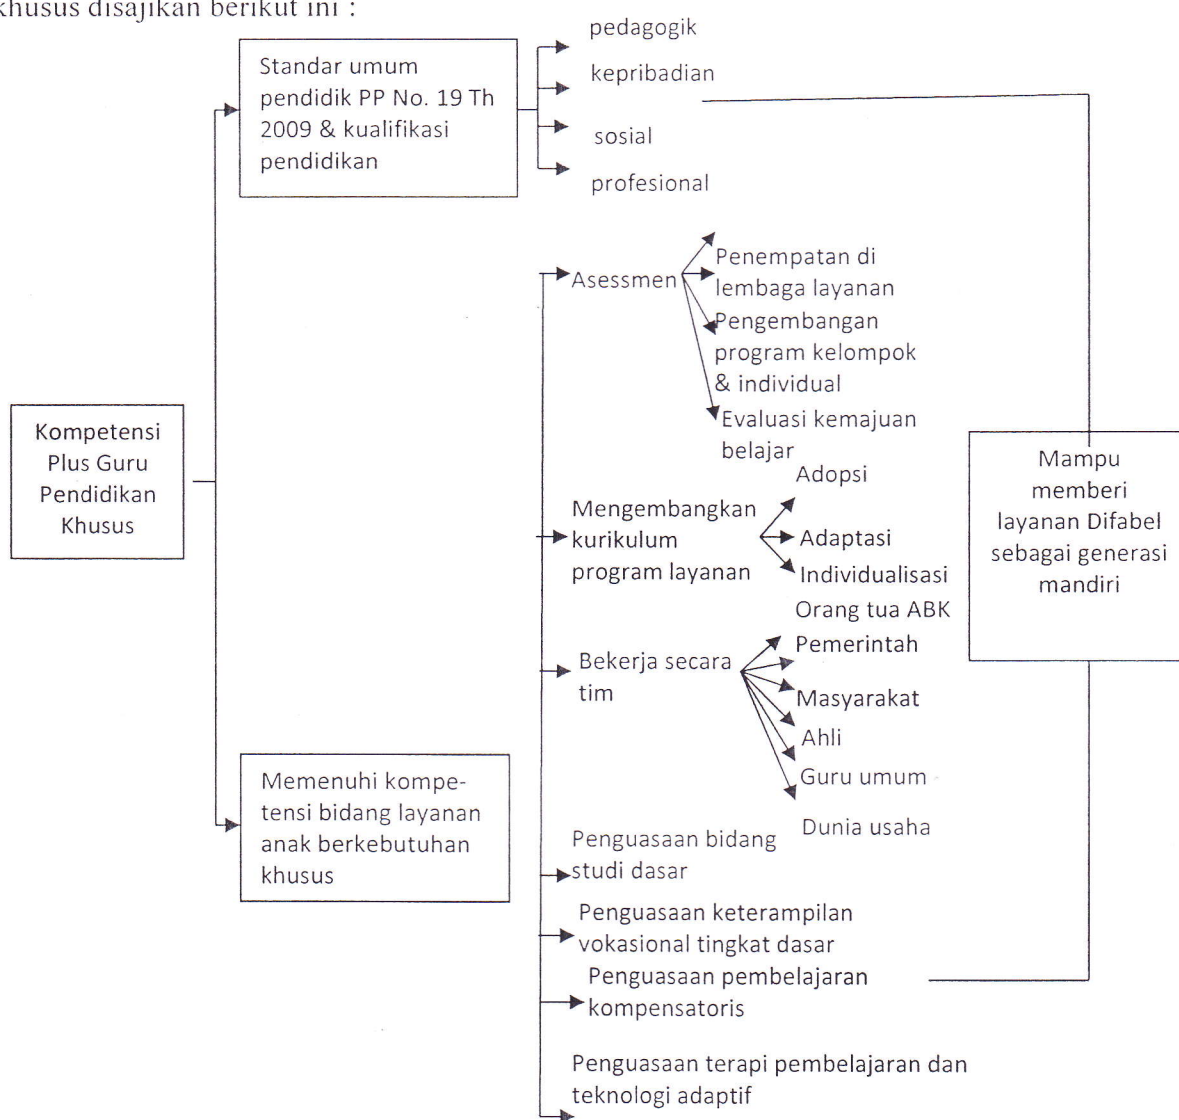 khusus disajikan berikut ini :
pedagogik
Standar umum
pendidik PP No. 19 Th
2009 & kualifikasi
pendidikan
kepribadian
sosial
profesional
Asessmen
Penempatan di
lembaga layanan
Pengembangan
program kelompok
& individual
Evaluasi kemajuan
belajar
Kompetensi
Plus Guru
Pendidikan
Khusus
Mampu
memberi
layanan Difabel
sebagai generasi
mandiri
Mengembangkan
kurikulum
program layanan
Adopsi
Adaptasi
Individualisasi
Bekerja secara
tim
Orang tua ABK
Pemerintah
Masyarakat
Ahli
Guru umum
Dunia usaha
Memenuhi kompe-
tensi bidang layanan
anak berkebutuhan
khusus
Penguasaan bidang
studi dasar
Penguasaan keterampilan
vokasional tingkat dasar
Penguasaan pembelajaran
kompensatoris
Penguasaan terapi pembelajaran dan
teknologi adaptif